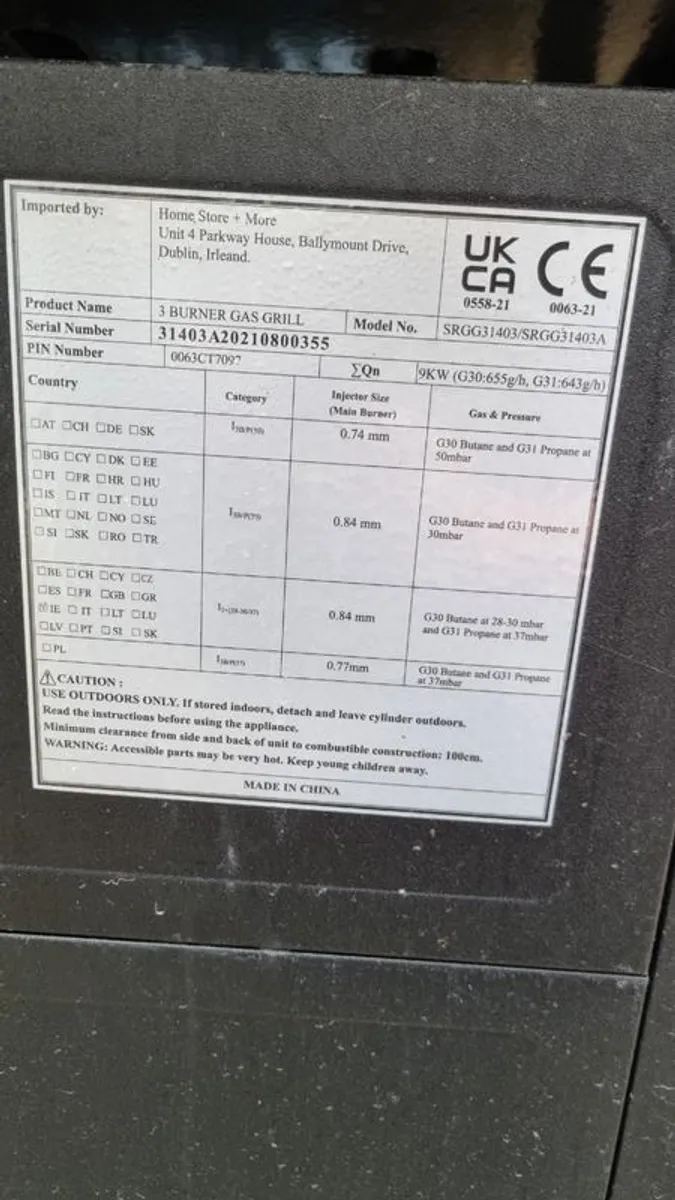 Imported by:
Home Store + More
Unit 4 Parkway House, Ballymount Drive,
Dublin, Irleand.
UK
CA
0558-21
CE
0063-21
Product Name
3 BURNER GAS GRILL
Model No.
SRGG31403/SRGG31403A
Serial Number
31403A20210800355
PIN Number
0063CT7097
ΣQn
9KW (G30:655g/h, G31:643g/h)
Country
Category
Injector Size
(Main Burner)
Gas & Pressure
☐AT ☐CH ☐DE ☐SK
0.74 mm
G30 Butane and G31 Propane at
50mbar
☐BG ☐CY ☐DK ☐EE
☐FI ☐FR ☐HR ☐HU
☐IS ☐IT ☐LT ☐LU
☐MT ☐NL ☐NO ☐SE
☐SI ☐SK ☐RO ☐TR
0.84 mm
G30 Butane and G31 Propane at
30mbar
☐BE ☐CH ☐CY ☐CZ
☐ES ☐FR ☐GB ☐GR
☒IE ☐IT ☐LT ☐LU
☐LV ☐PT ☐SI ☐SK
0.84 mm
G30 Butane at 28-30 mbar
and G31 Propane at 37mbar
☐PL
0.77mm
G30 Butane and G31 Propane
at 37mbar
⚠CAUTION :
USE OUTDOORS ONLY. If stored indoors, detach and leave cylinder outdoors.
Read the instructions before using the appliance.
Minimum clearance from side and back of unit to combustible construction: 100cm.
WARNING: Accessible parts may be very hot. Keep young children away.
MADE IN CHINA